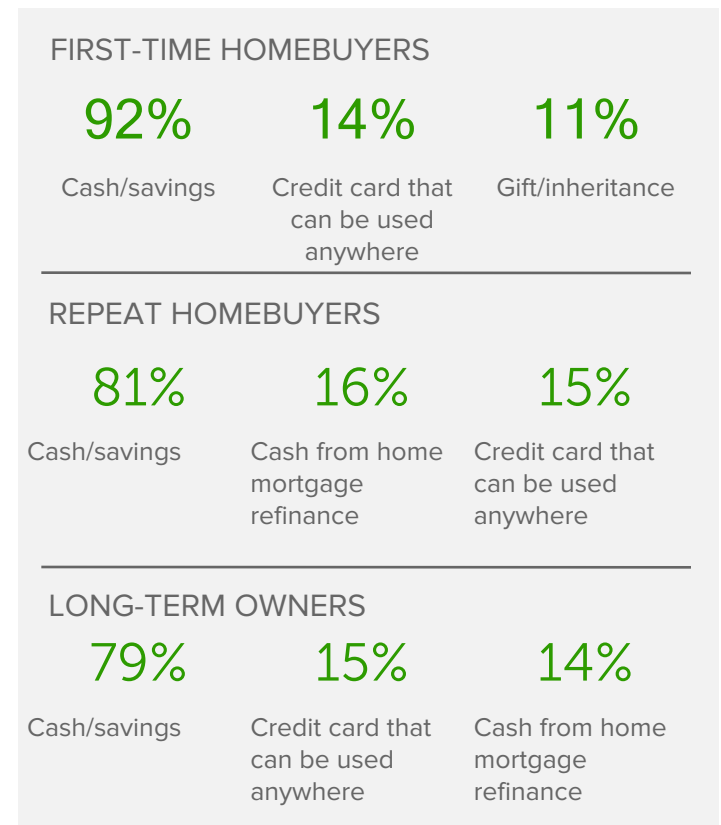 FIRST-TIME HOMEBUYERS
92% 14% 11%
Cash/savings Credit card that Gift/inheritance
can be used
anywhere
REPEAT HOMEBUYERS
81% 16% 15%
Cash/savings Cash from home Credit card that
mortgage can be used
refinance anywhere
LONG-TERM OWNERS
79% 15% 14%
Cash/savings Credit card that Cash from home
can be used mortgage
anywhere refinance